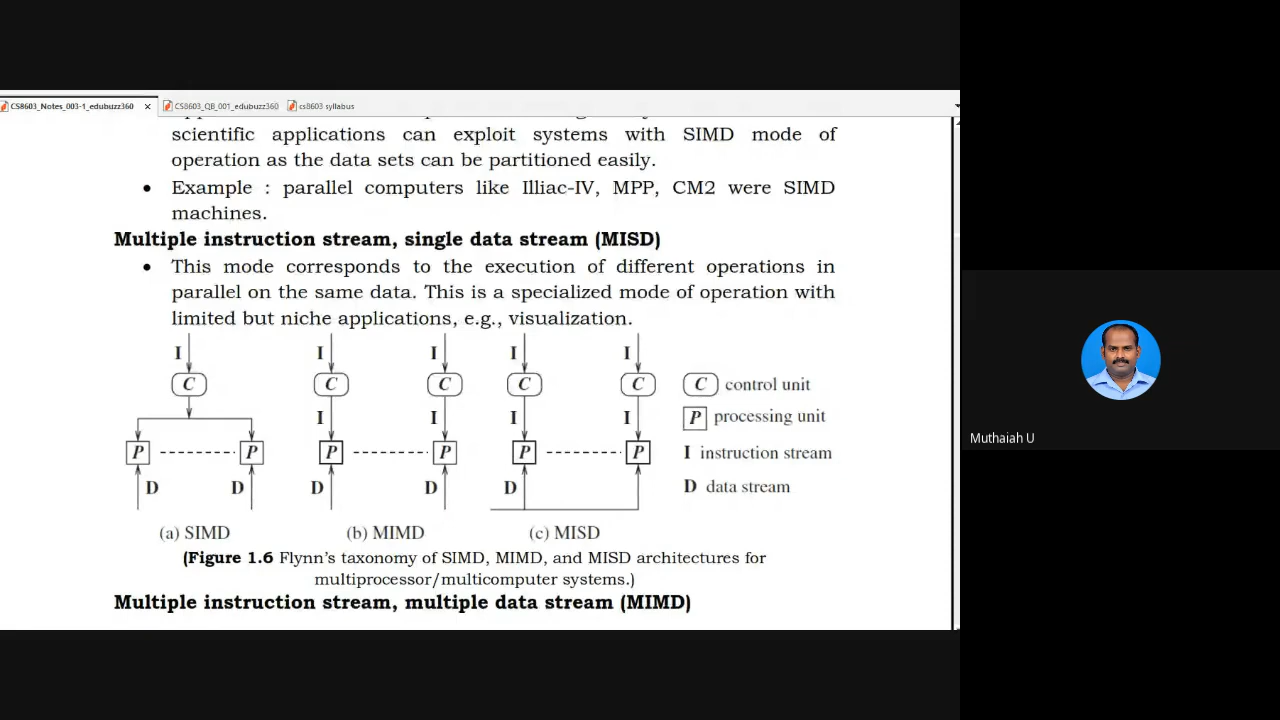 CS8603_Notes_003-1_edubuzz360 × CS8603_QB_001_edubuzz360 cs8603 syllabus
scientific applications can exploit systems with SIMD mode of
operation as the data sets can be partitioned easily.
• Example : parallel computers like Illiac-IV, MPP, CM2 were SIMD
machines.
Multiple instruction stream, single data stream (MISD)
• This mode corresponds to the execution of different operations in
parallel on the same data. This is a specialized mode of operation with
limited but niche applications, e.g., visualization.
I I I I I
C C C C C C control unit
I I I I P processing unit
P P P P P P I instruction stream
D D D D D D data stream
(a) SIMD (b) MIMD (c) MISD
(Figure 1.6 Flynn's taxonomy of SIMD, MIMD, and MISD architectures for
multiprocessor/multicomputer systems.)
Multiple instruction stream, multiple data stream (MIMD)
Muthaiah U